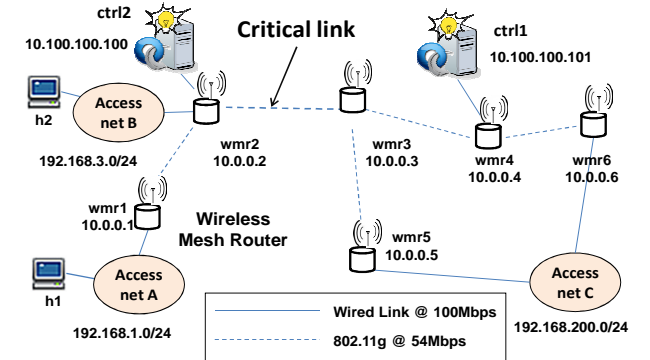 ctrl2
10.100.100.100
Critical link
ctrl1
10.100.100.101
h2
Access
net B
192.168.3.0/24
wmr2
10.0.0.2
wmr3
10.0.0.3
wmr4
10.0.0.4
wmr6
10.0.0.6
wmr1
10.0.0.1
Wireless
Mesh Router
wmr5
10.0.0.5
h1
Access
net A
192.168.1.0/24
Access
net C
192.168.200.0/24
Wired Link @ 100Mbps
802.11g @ 54Mbps